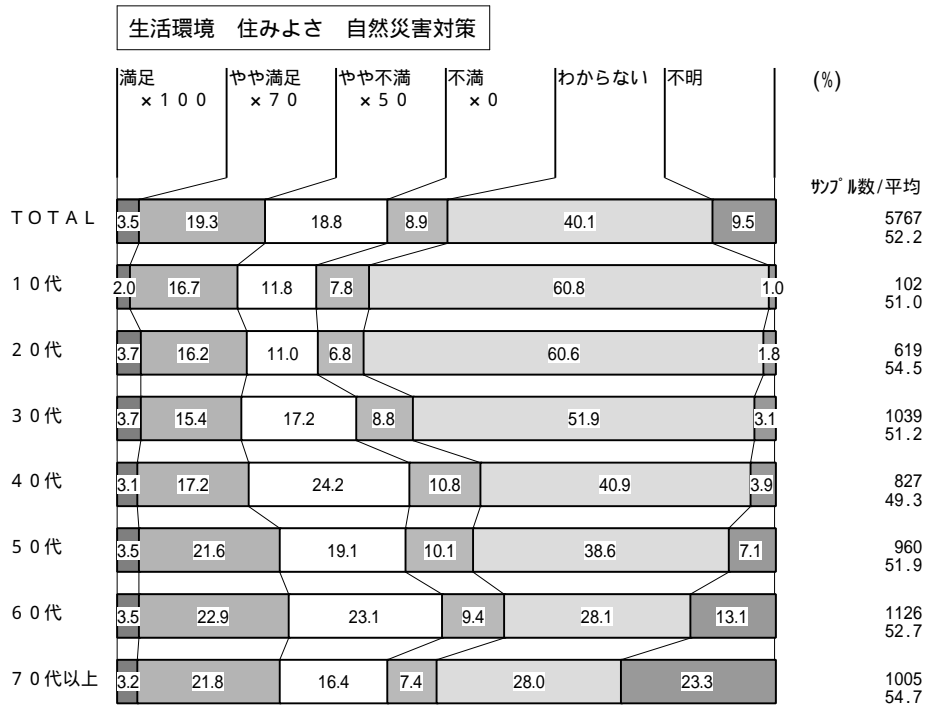 生活環境　住みよさ　自然災害対策
満足 やや満足 やや不満 不満 わからない 不明 (%)
×100 ×70 ×50 ×0
ｻﾝﾌﾟﾙ数/平均
TOTAL 3.5 19.3 18.8 8.9 40.1 9.5 5767
52.2
10代 2.0 16.7 11.8 7.8 60.8 1.0 102
51.0
20代 3.7 16.2 11.0 6.8 60.6 1.8 619
54.5
30代 3.7 15.4 17.2 8.8 51.9 3.1 1039
51.2
40代 3.1 17.2 24.2 10.8 40.9 3.9 827
49.3
50代 3.5 21.6 19.1 10.1 38.6 7.1 960
51.9
60代 3.5 22.9 23.1 9.4 28.1 13.1 1126
52.7
70代以上 3.2 21.8 16.4 7.4 28.0 23.3 1005
54.7